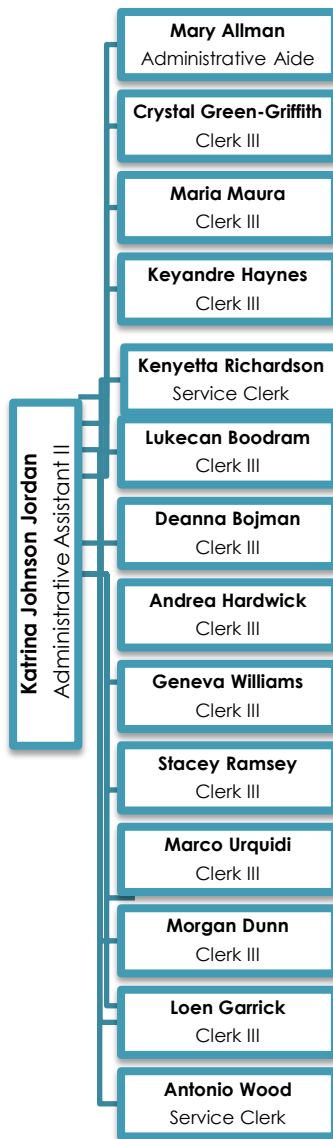 Mary Allman
Administrative Aide
Crystal Green-Griffith
Clerk III
Maria Maura
Clerk III
Keyandre Haynes
Clerk III
Kenyetta Richardson
Service Clerk
Katrina Johnson Jordan
Administrative Assistant II
Lukecan Boodram
Clerk III
Deanna Bojman
Clerk III
Andrea Hardwick
Clerk III
Geneva Williams
Clerk III
Stacey Ramsey
Clerk III
Marco Urquidi
Clerk III
Morgan Dunn
Clerk III
Loen Garrick
Clerk III
Antonio Wood
Service Clerk